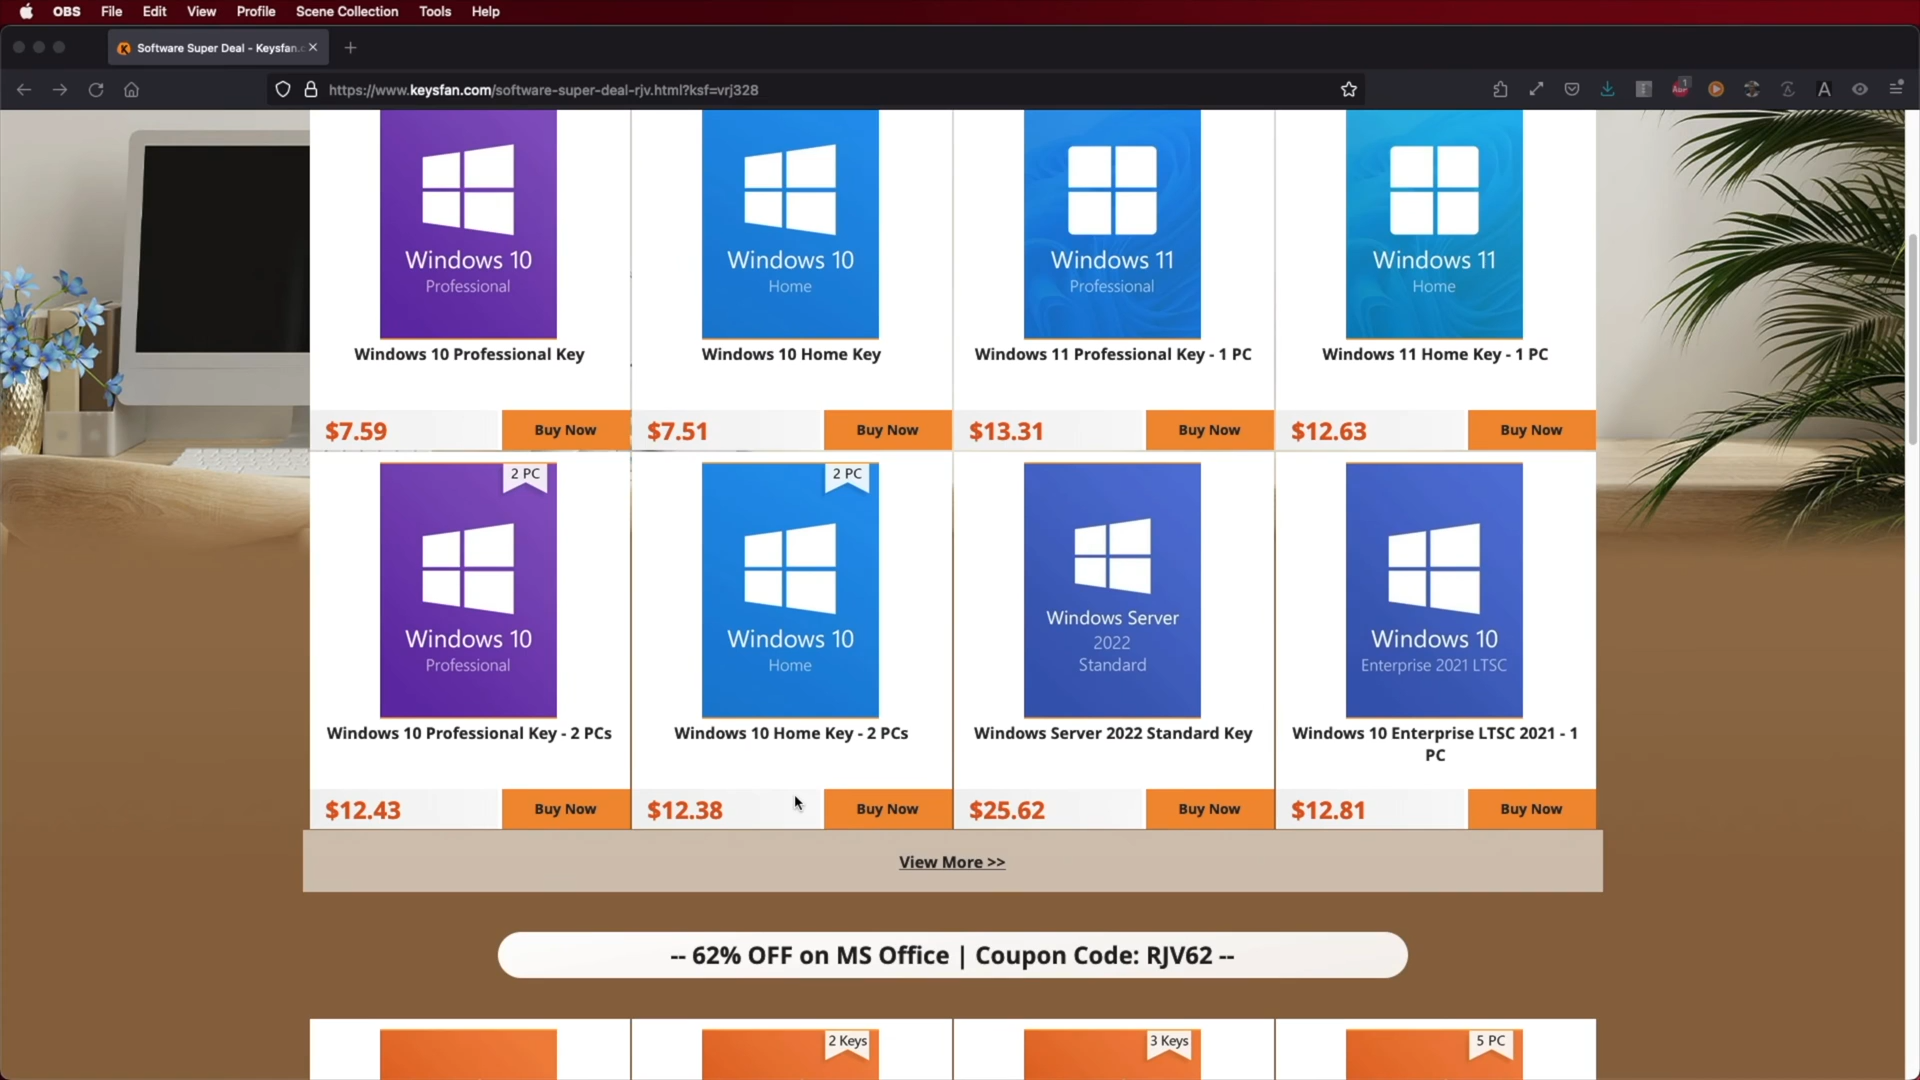 OBS File Edit View Profile Scene Collection Tools Help
Software Super Deal - Keysfan.c
https://www.keysfan.com/software-super-deal-rjv.html?ksf=vrj328
1
A
Windows 10 Windows 10 Windows 11 Windows 11
Professional Home Professional Home
Windows 10 Professional Key Windows 10 Home Key Windows 11 Professional Key - 1 PC Windows 11 Home Key - 1 PC
$7.59 Buy Now $7.51 Buy Now $13.31 Buy Now $12.63 Buy Now
2 PC 2 PC
Windows 10 Windows 10 Windows Server Windows 10
Professional Home 2022 Enterprise 2021 LTSC
Standard
Windows 10 Professional Key - 2 PCs Windows 10 Home Key - 2 PCs Windows Server 2022 Standard Key Windows 10 Enterprise LTSC 2021 - 1
PC
$12.43 Buy Now $12.38 Buy Now $25.62 Buy Now $12.81 Buy Now
View More >>
-- 62% OFF on MS Office | Coupon Code: RJV62 --
2 Keys 3 Keys 5 PC